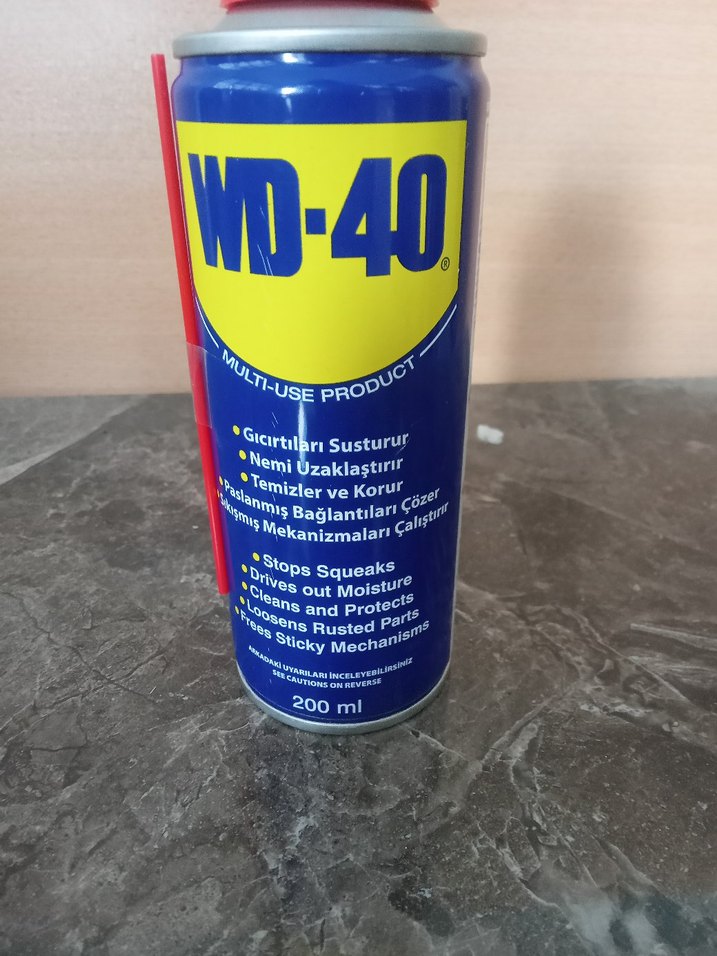 WD-40®
MULTI-USE PRODUCT
• Gıcırtıları Susturur
• Nemi Uzaklaştırır
• Temizler ve Korur
• Paslanmış Bağlantıları Çözer
Sıkışmış Mekanizmaları Çalıştırır
• Stops Squeaks
• Drives out Moisture
• Cleans and Protects
• Loosens Rusted Parts
• Frees Sticky Mechanisms
ARKADAKİ UYARILARI İNCELEYEBİLİRSİNİZ
SEE CAUTIONS ON REVERSE
200 ml